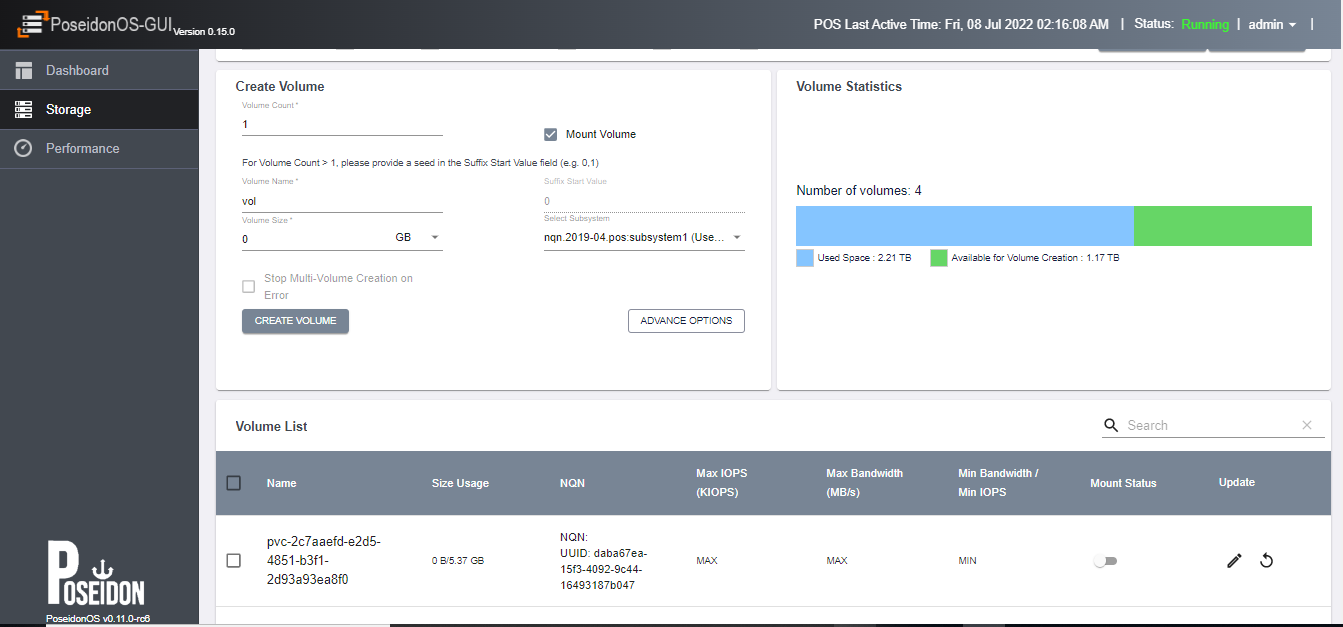 PoseidonOS-GUI Version 0.15.0
POS Last Active Time: Fri, 08 Jul 2022 02:16:08 AM | Status: Running | admin |
Dashboard
Storage
Performance
Create Volume
Volume Count *
1
Mount Volume
For Volume Count > 1, please provide a seed in the Suffix Start Value field (e.g. 0,1)
Volume Name *
Suffix Start Value
vol
0
Volume Size *
Select Subsystem
0 GB
nqn.2019-04.pos:subsystem1 (Use...
Stop Multi-Volume Creation on
Error
CREATE VOLUME
ADVANCE OPTIONS
Volume Statistics
Number of volumes: 4
Used Space : 2.21 TB
Available for Volume Creation : 1.17 TB
Volume List
Search
Name
Size Usage
NQN
Max IOPS
(KIOPS)
Max Bandwidth
(MB/s)
Min Bandwidth /
Min IOPS
Mount Status
Update
pvc-2c7aaefd-e2d5-
4851-b3f1-
2d93a93ea8f0
0 B/5.37 GB
NQN:
UUID: daba67ea-
15f3-4092-9c44-
16493187b047
MAX
MAX
MIN
POSEIDON
PoseidonOS v0.11.0-rc6